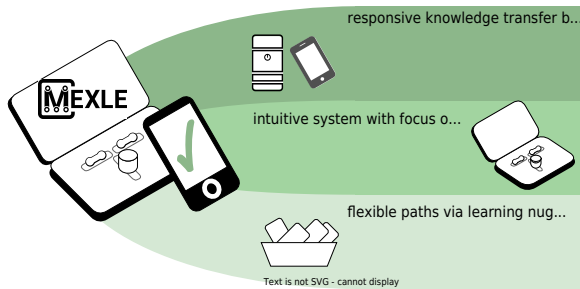 responsive knowledge transfer b...
MEXLE
intuitive system with focus o...
flexible paths via learning nug...
Text is not SVG - cannot display